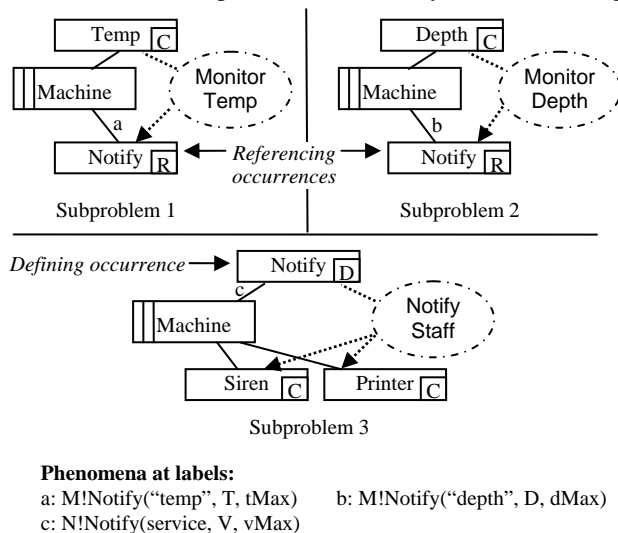 Temp
C
Machine
Monitor
Temp
a
Notify
R
Subproblem 1
Referencing
occurrences
Depth
C
Machine
Monitor
Depth
b
Notify
R
Subproblem 2
Defining occurrence
Notify
D
c
Machine
Notify
Staff
Siren
C
Printer
C
Subproblem 3
Phenomena at labels:
a: M!Notify(“temp”, T, tMax) b: M!Notify(“depth”, D, dMax)
c: N!Notify(service, V, vMax)